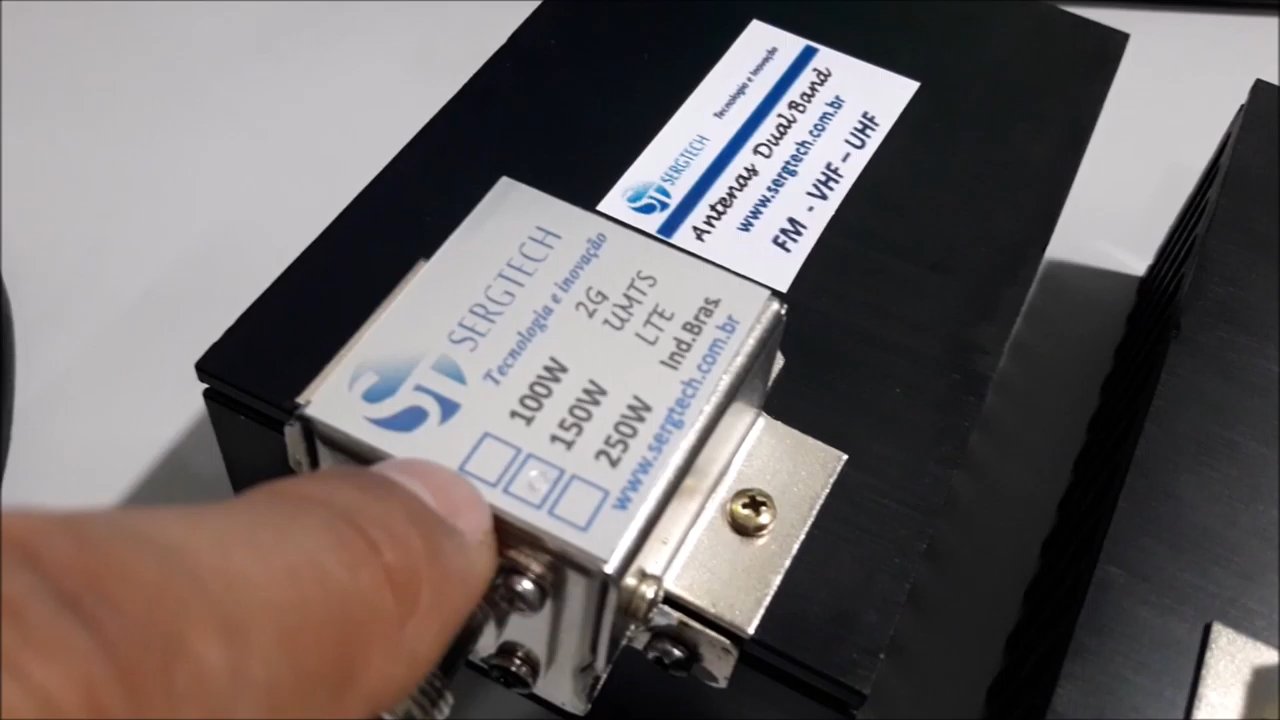 SERGTECH
Tecnologia e Inovação
Antenas Dual Band
www.sergtech.com.br
FM - VHF – UHF
ST SERGTECH
Tecnologia e inovação
100W
150W
250W
2G
UMTS
LTE
Ind.Bras.
www.sergtech.com.br